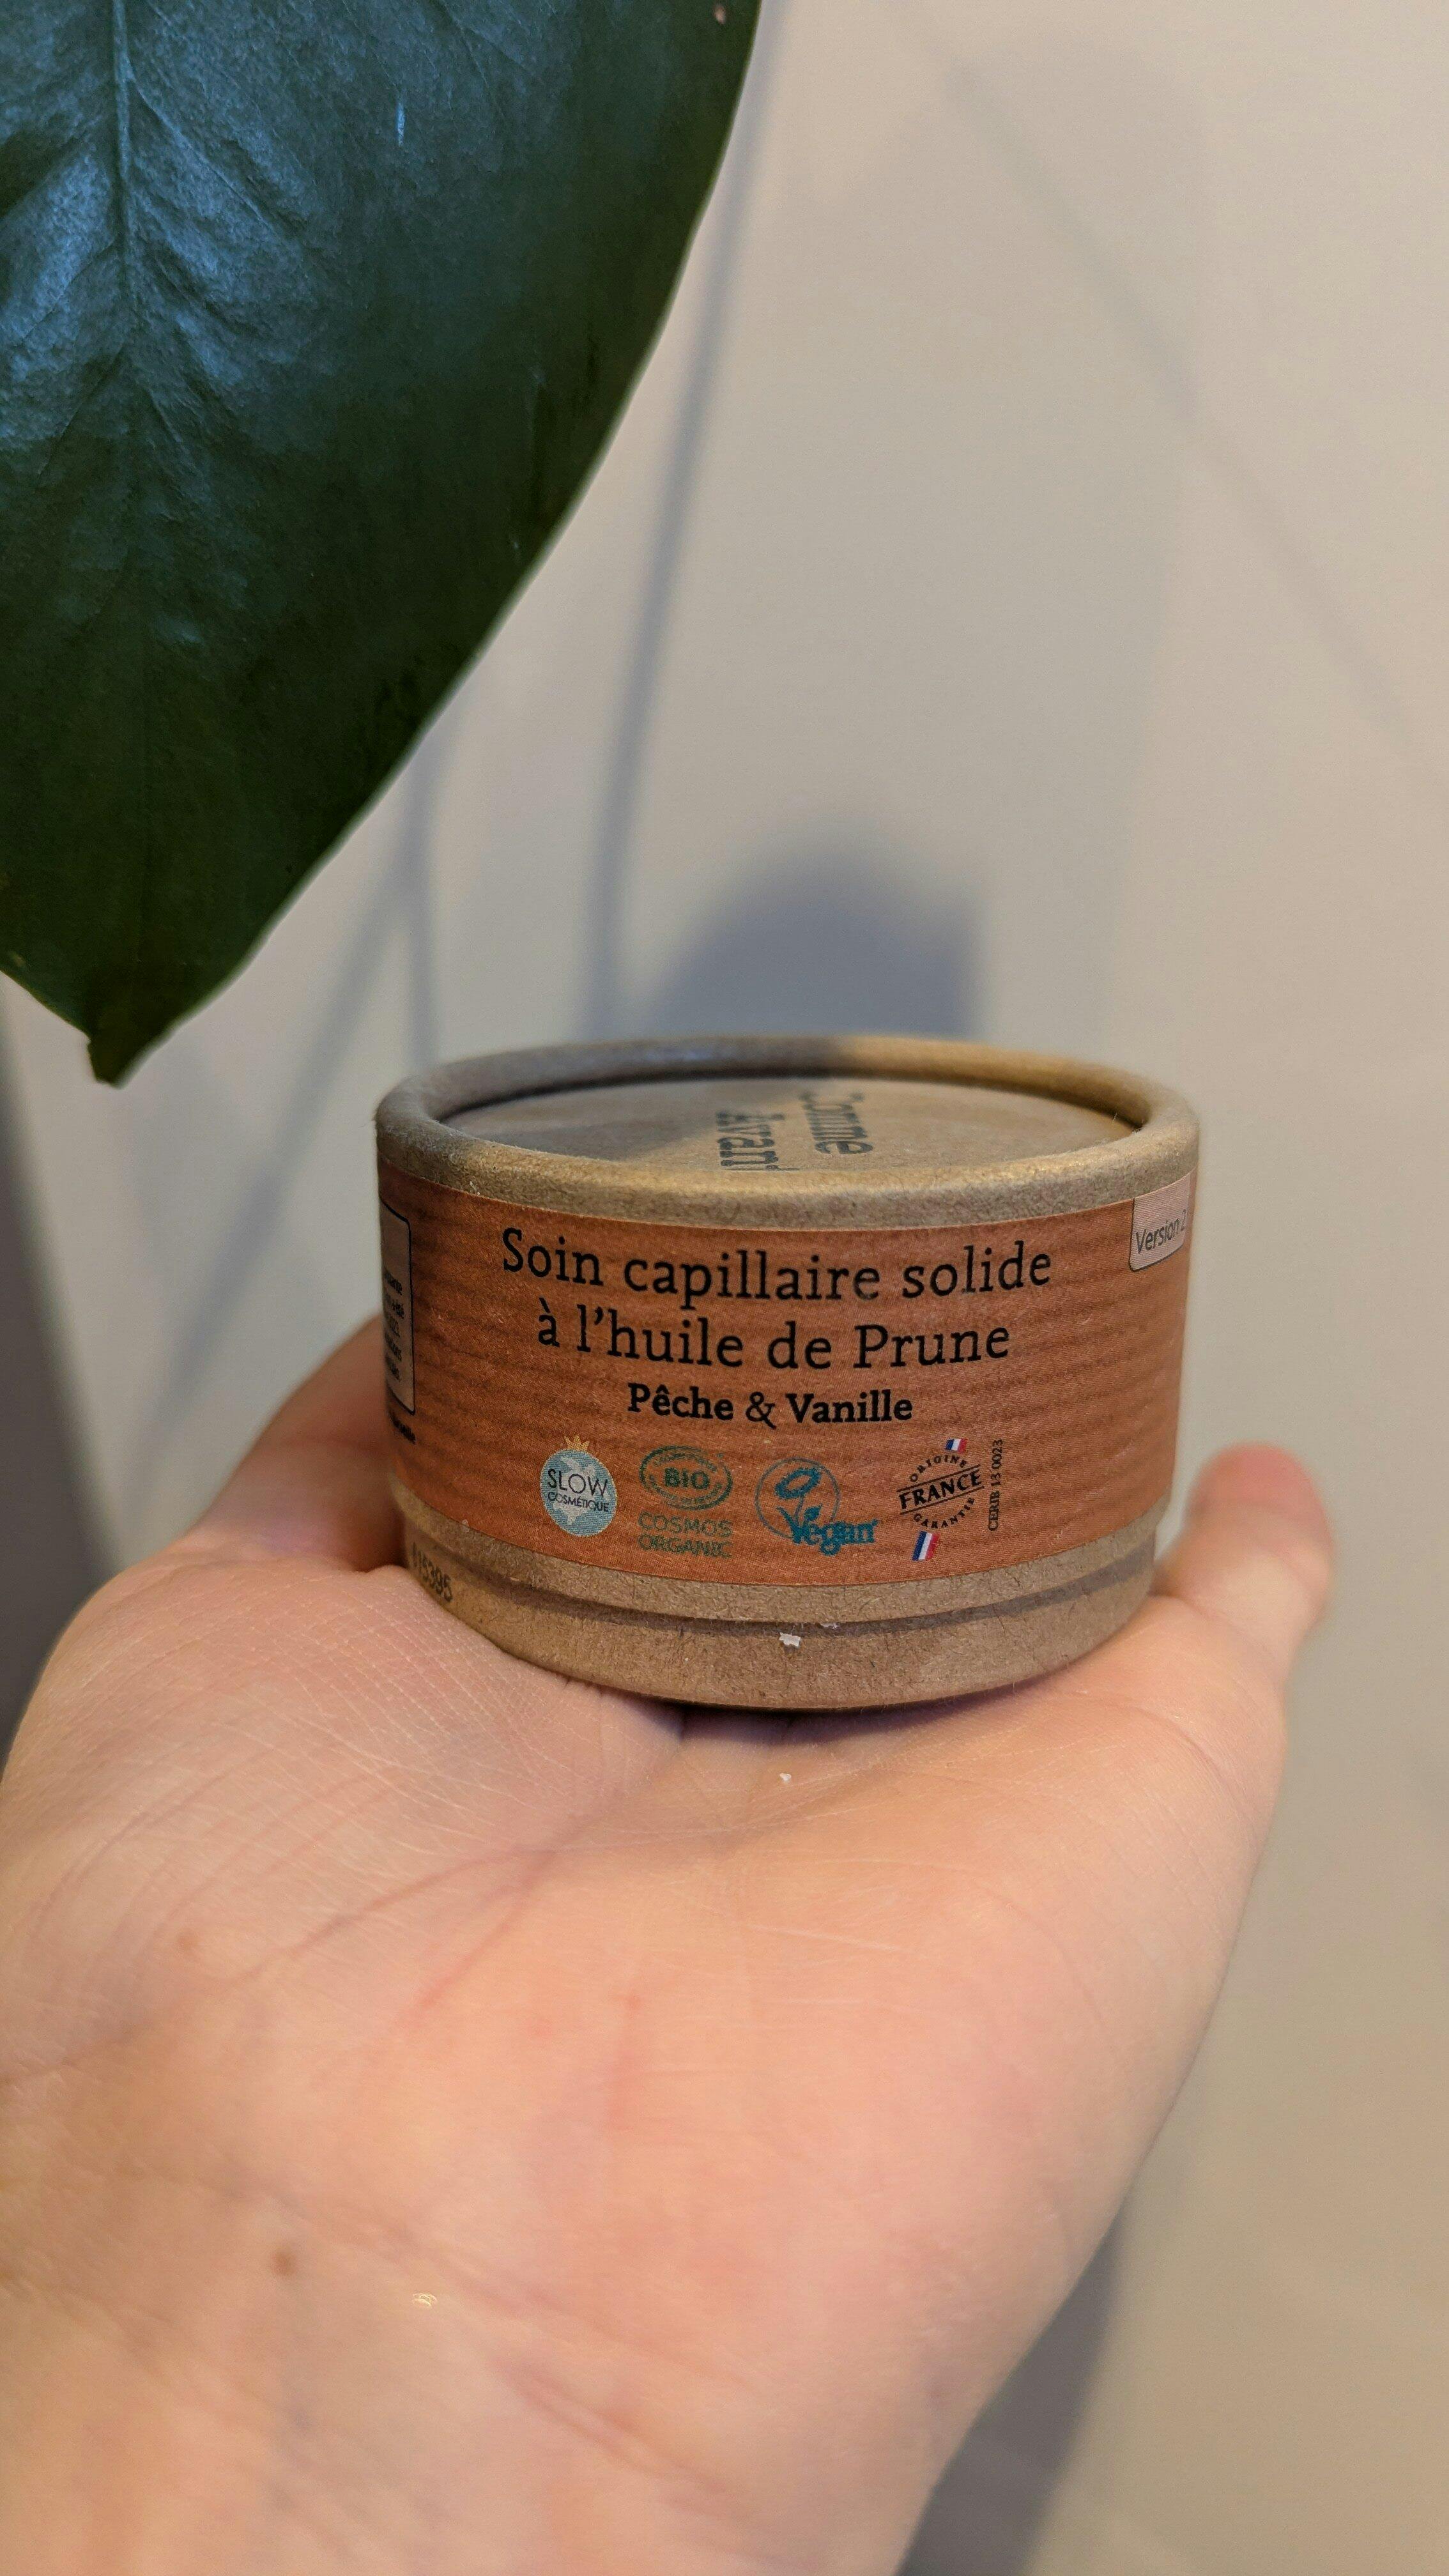 Comme
Avant
Version 2
Soin capillaire solide
à l'huile de Prune
Pêche & Vanille
SLOW
COSMÉTIQUE
BIO
COSMOS
ORGANIC
Vegan
ORIGINE
FRANCE
GARANTIE
CERIB 13 0023